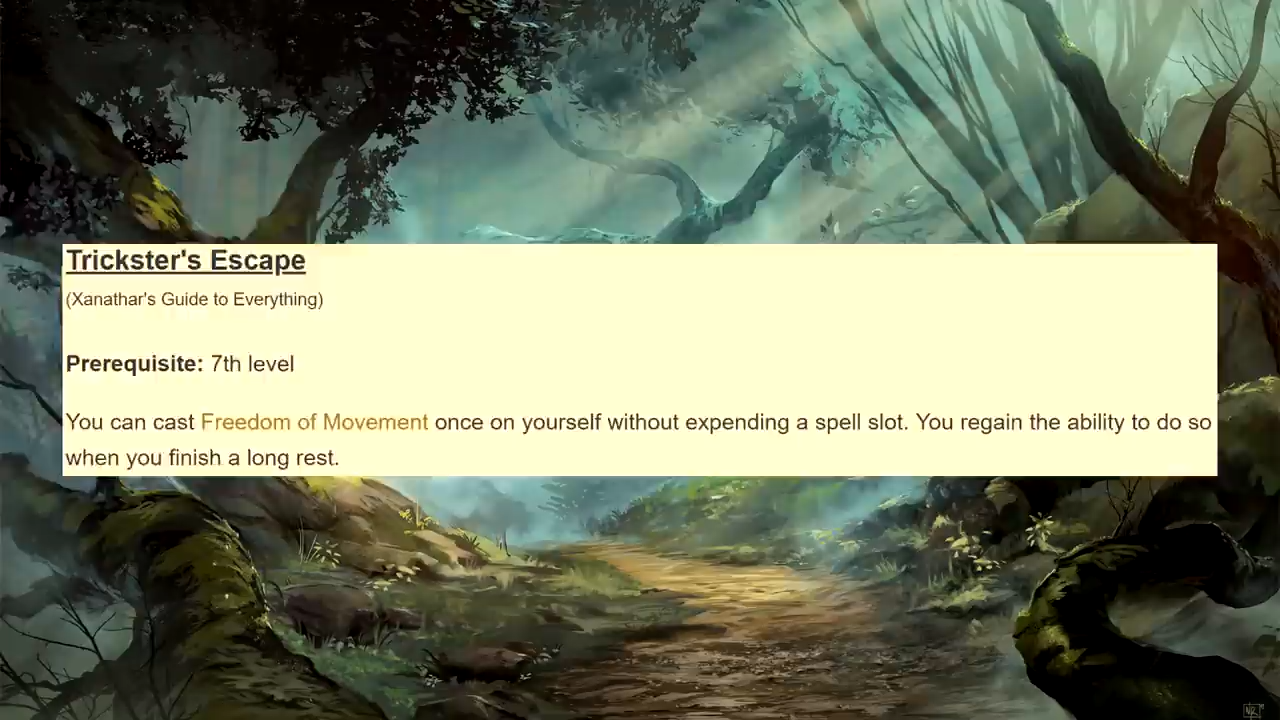 Trickster's Escape
(Xanathar's Guide to Everything)
Prerequisite: 7th level
You can cast Freedom of Movement once on yourself without expending a spell slot. You regain the ability to do so
when you finish a long rest.